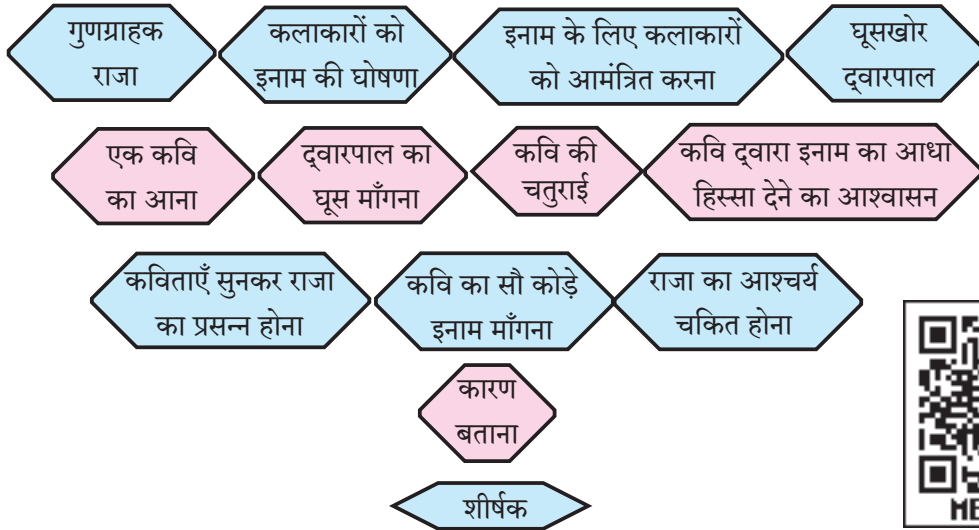 गुणग्राहक
राजा
कलाकारों को
इनाम की घोषणा
इनाम के लिए कलाकारों
को आमंत्रित करना
घूसखोर
द्‌वारपाल
एक कवि
का आना
द्‌वारपाल का
घूस माँगना
कवि की
चतुराई
कवि द्‌वारा इनाम का आधा
हिस्सा देने का आश्वासन
कविताएँ सुनकर राजा
का प्रसन्न होना
कवि का सौ कोड़े
इनाम माँगना
राजा का आश्चर्य
चकित होना
कारण
बताना
शीर्षक